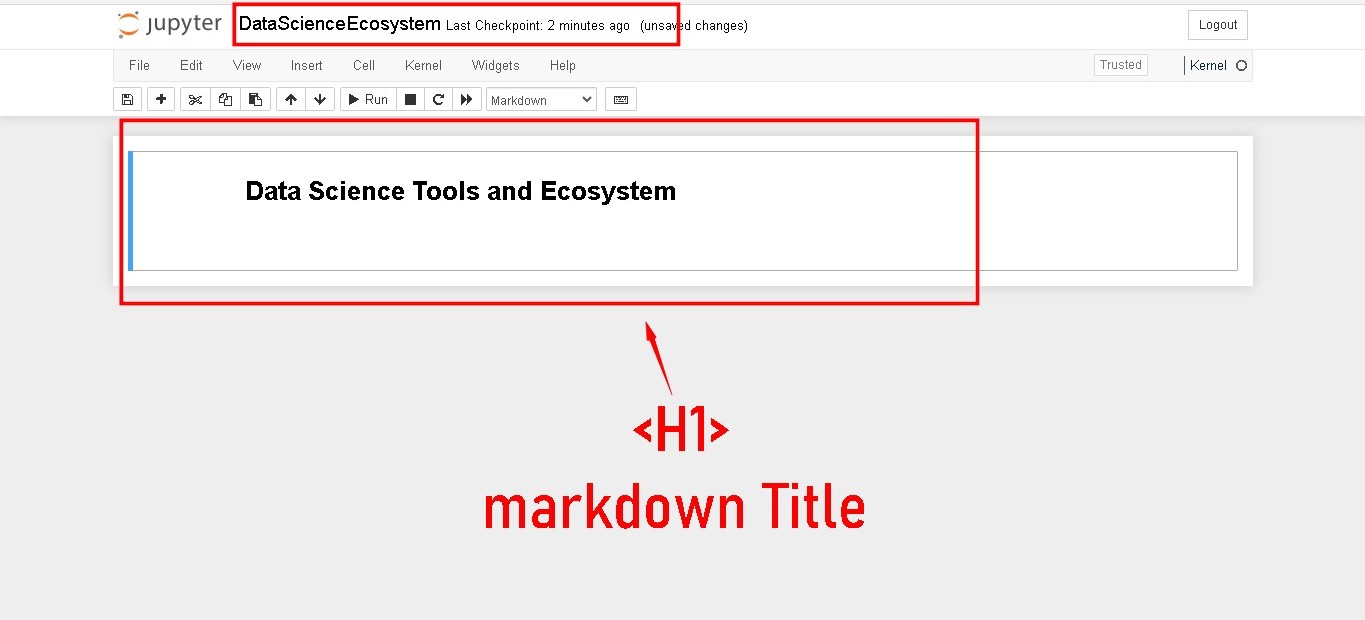 jupyter DataScienceEcosystem Last Checkpoint: 2 minutes ago (unsaved changes) Logout
File Edit View Insert Cell Kernel Widgets Help Trusted Kernel
Run Markdown
Data Science Tools and Ecosystem
<H1>
markdown Title